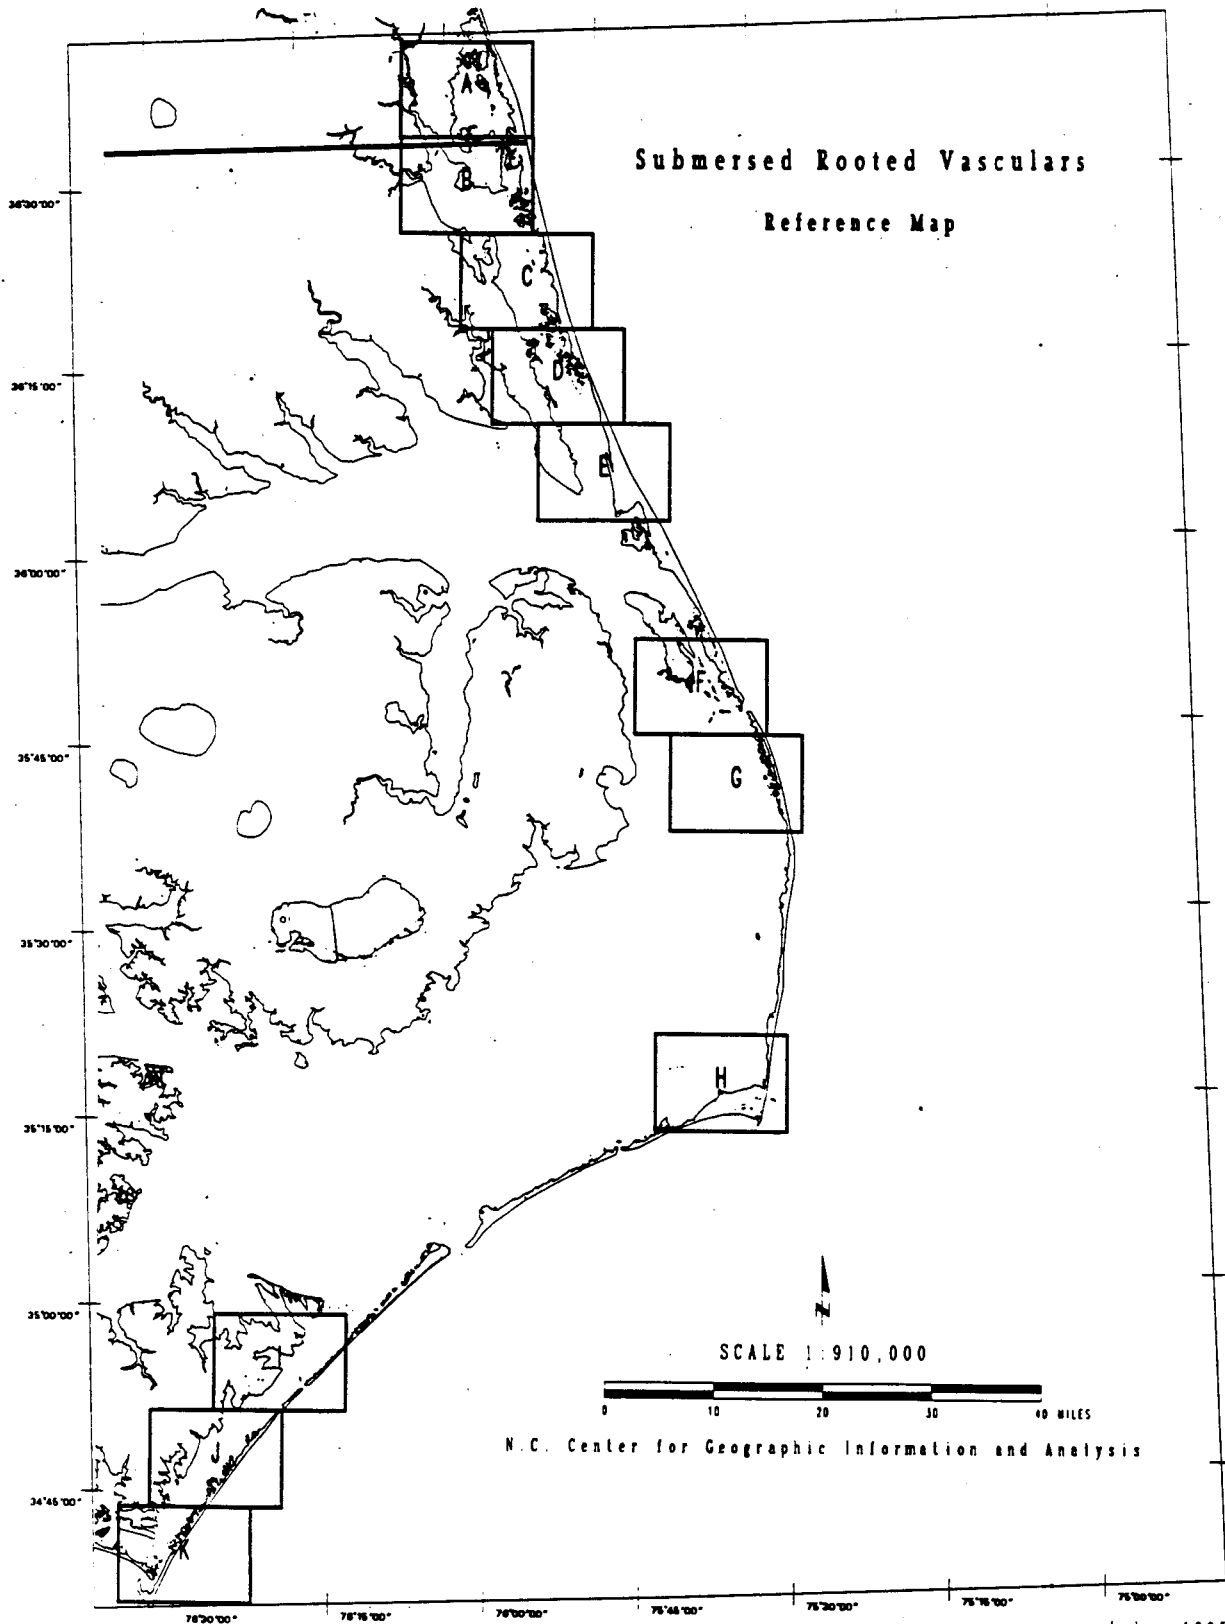 A
Submersed Rooted Vasculars
B
36°30'00"
Reference Map
C
D
36°15'00"
E
36°00'00"
F
35°45'00"
G
35°30'00"
H
35°15'00"
N
35°00'00"
SCALE 1:910,000
0 10 20 30 40 MILES
N.C. Center for Geographic Information and Analysis
34°45'00"
K
76°30'00" 76°15'00" 76°00'00" 75°45'00" 75°30'00" 75°15'00" 75°00'00"